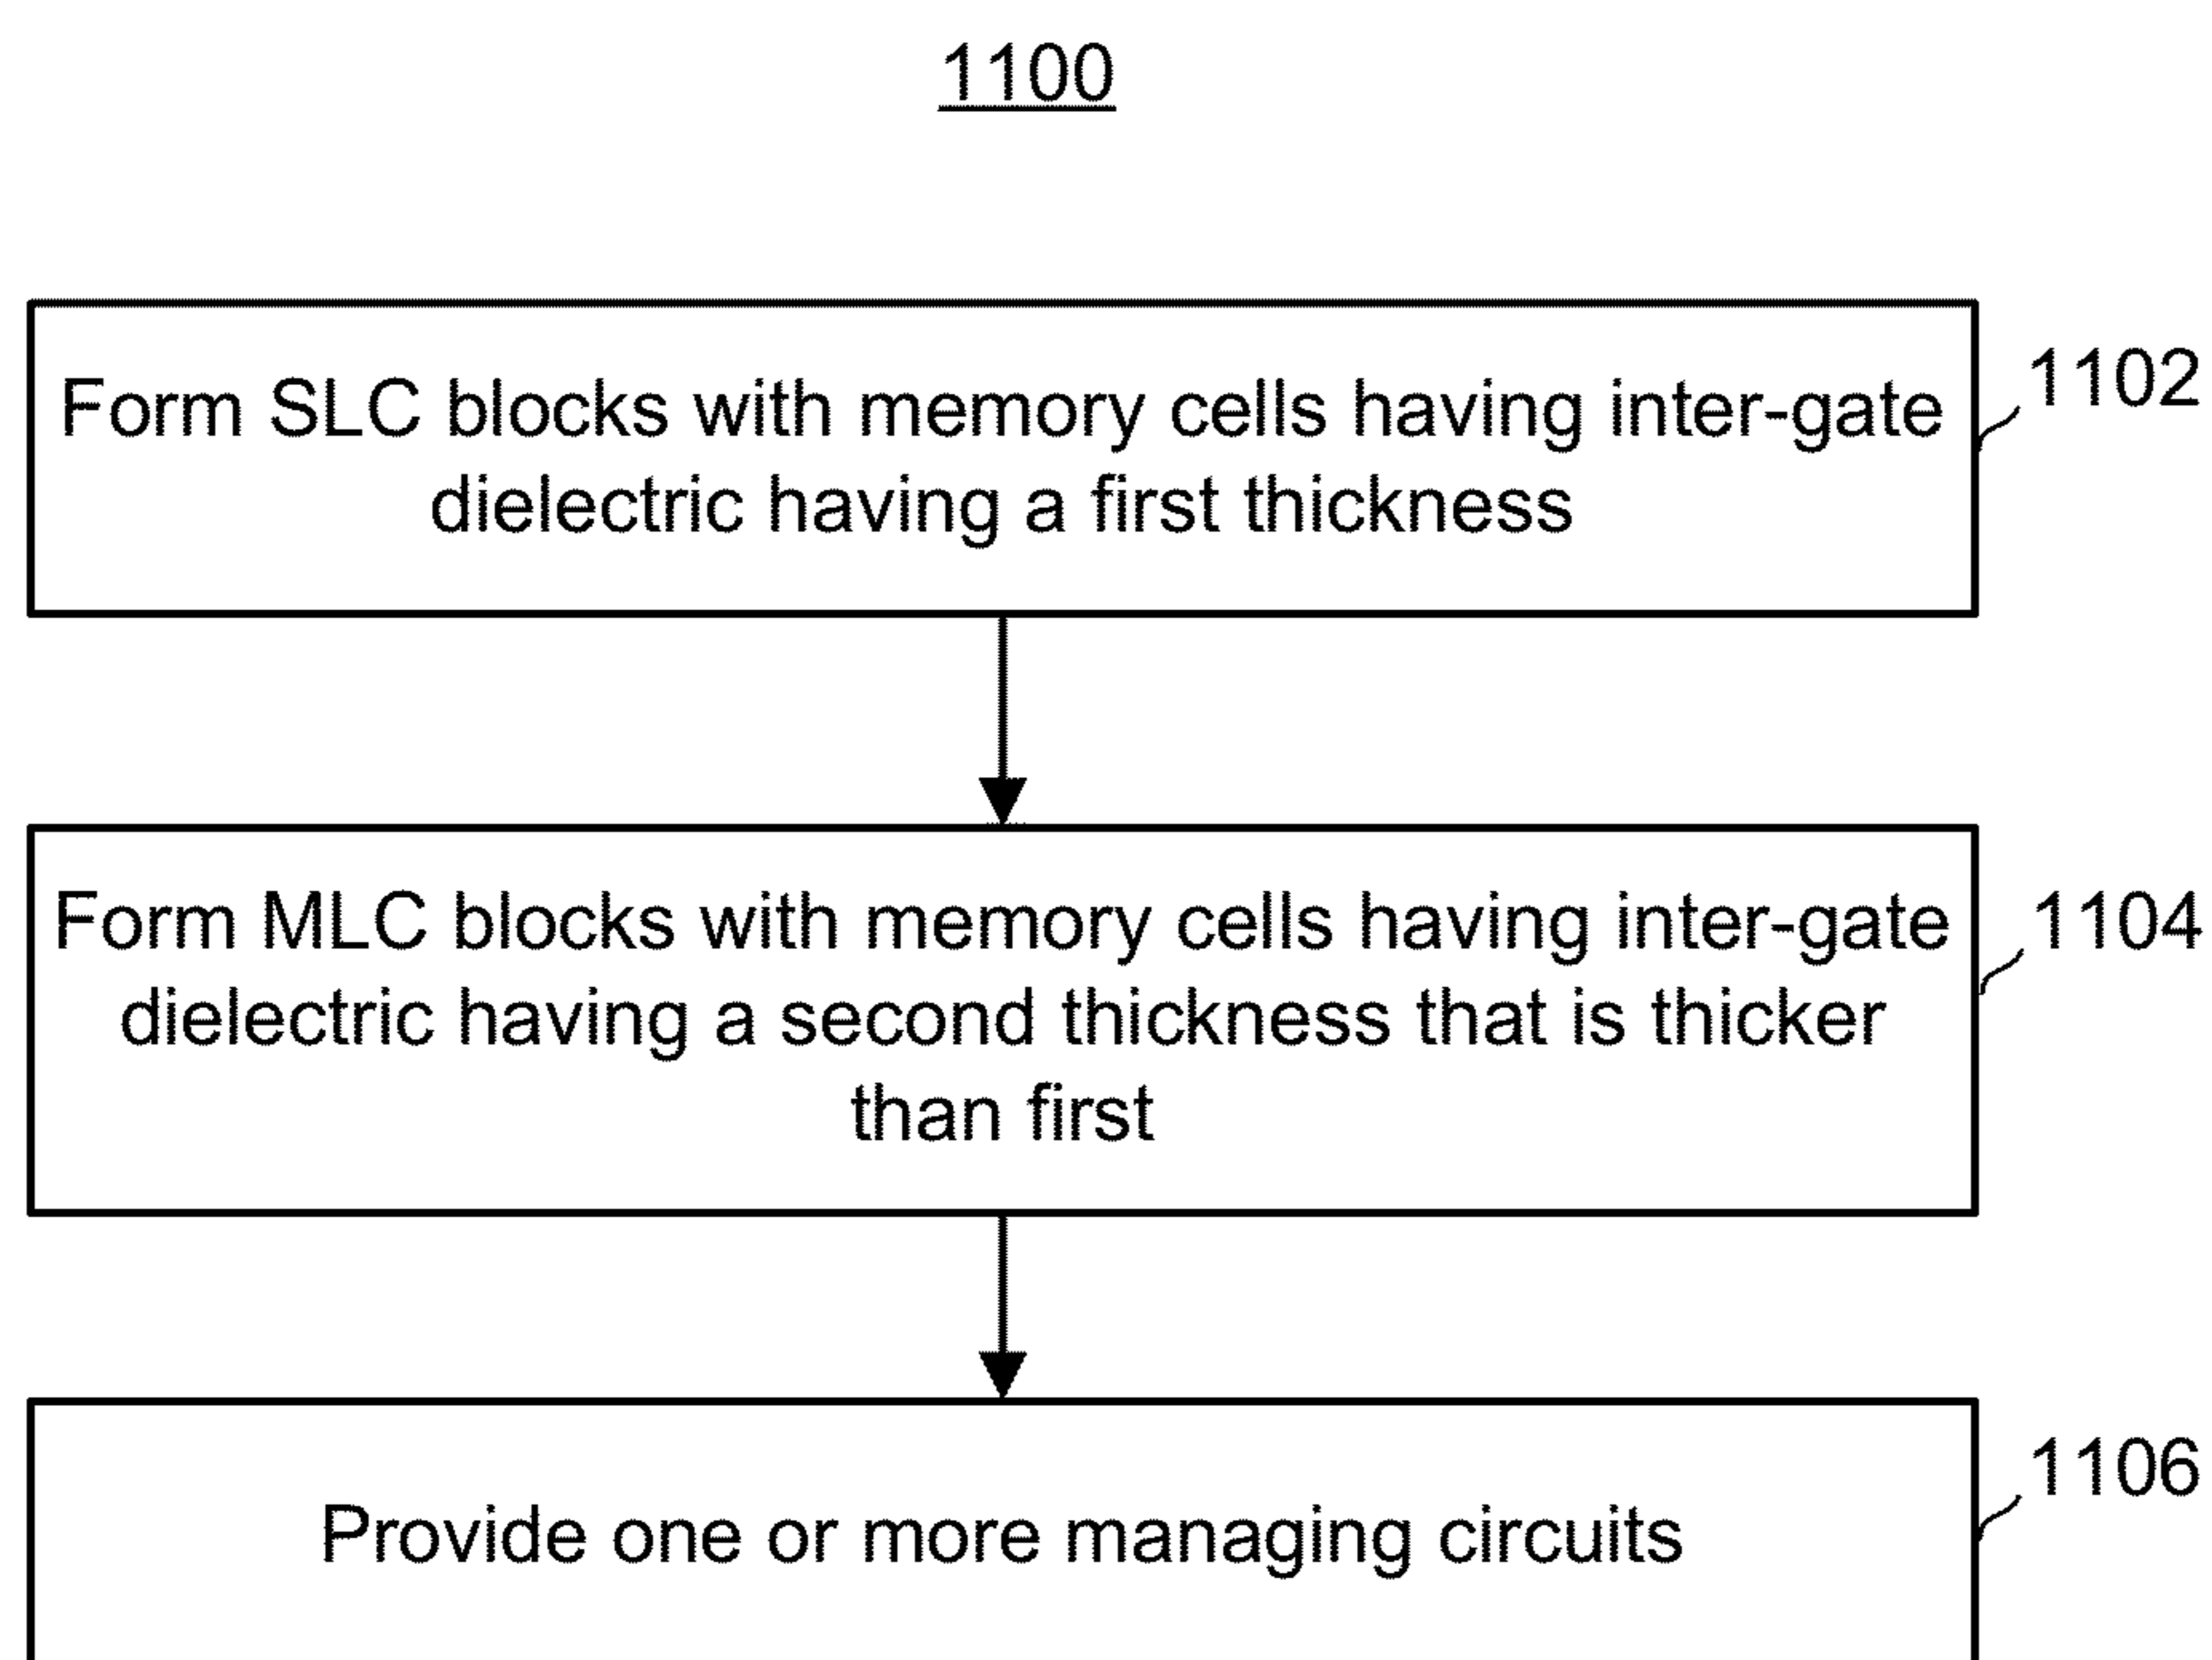 1100
Form SLC blocks with memory cells having inter-gate
dielectric having a first thickness
1102
Form MLC blocks with memory cells having inter-gate
dielectric having a second thickness that is thicker
than first
1104
Provide one or more managing circuits
1106